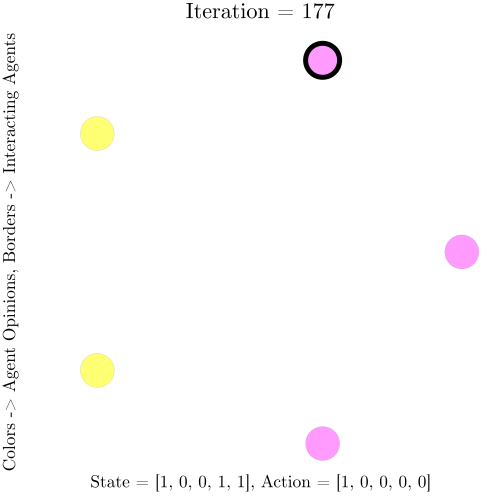 Iteration = 177
Colors -> Agent Opinions, Borders -> Interacting Agents
State = [1, 0, 0, 1, 1], Action = [1, 0, 0, 0, 0]